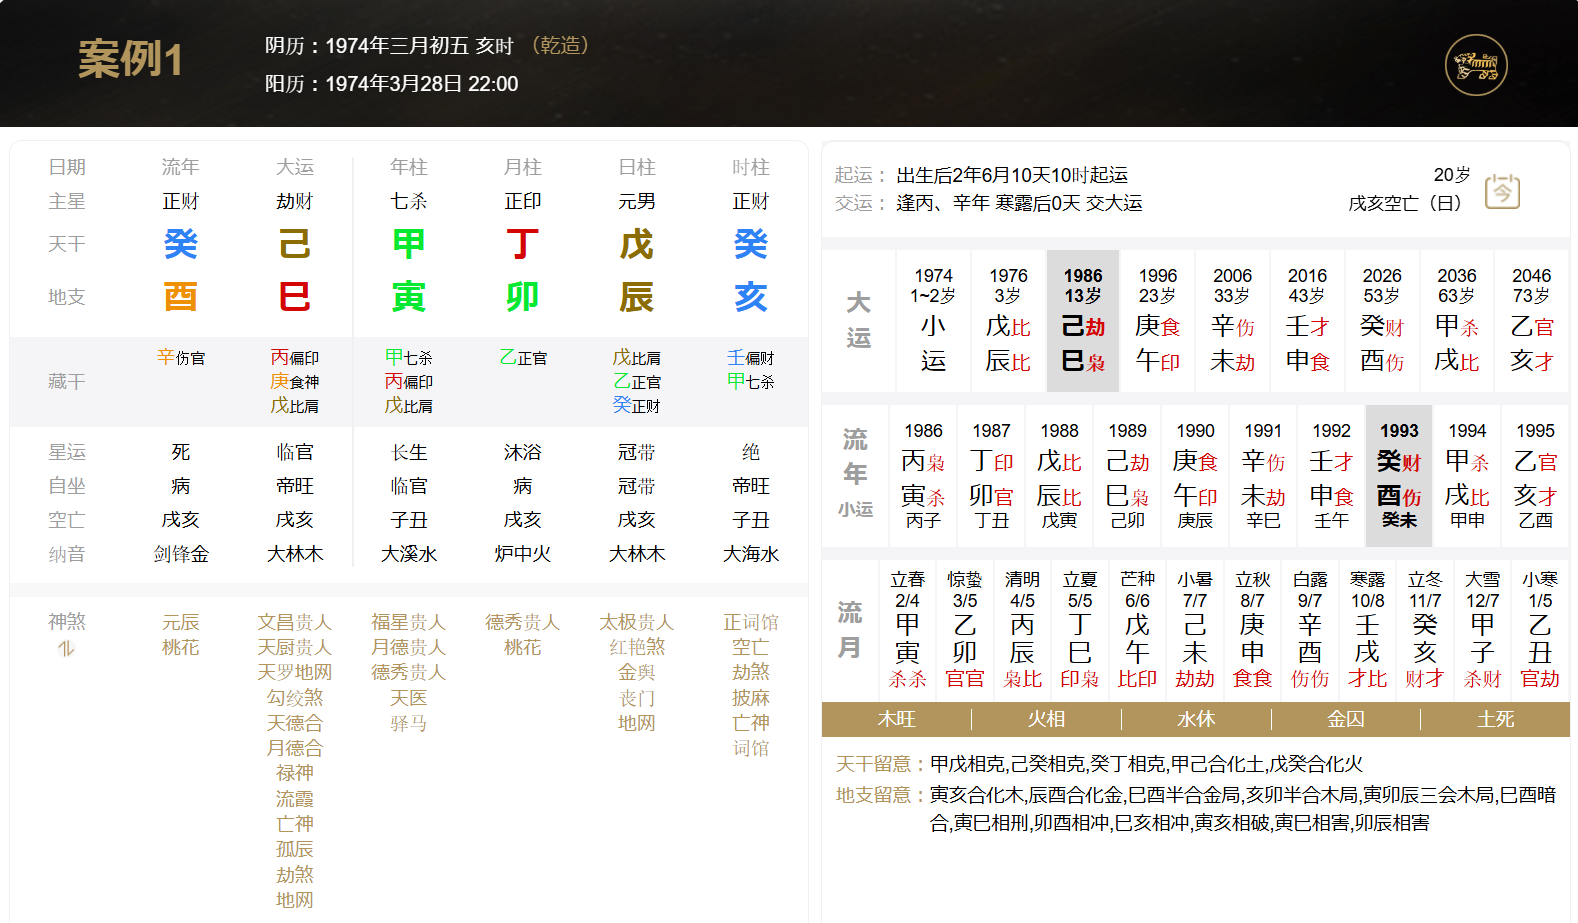 案例1
阴历：1974年三月初五 亥时 （乾造）
阳历：1974年3月28日 22:00
日期 流年 大运 年柱 月柱 日柱 时柱
主星 正财 劫财 七杀 正印 元男 正财
天干 癸 己 甲 丁 戊 癸
地支 酉 巳 寅 卯 辰 亥
藏干
辛伤官 丙偏印 甲七杀 乙正官 戊比肩 壬偏财
庚食神 丙偏印 乙正官 甲七杀
戊比肩 戊比肩 癸正财
星运 死 临官 长生 沐浴 冠带 绝
自坐 病 帝旺 临官 病 冠带 帝旺
空亡 戌亥 戌亥 子丑 戌亥 戌亥 子丑
纳音 剑锋金 大林木 大溪水 炉中火 大林木 大海水
神煞 元辰 文昌贵人 福星贵人 德秀贵人 太极贵人 正词馆
桃花 天厨贵人 月德贵人 桃花 红艳煞 空亡
天罗地网 德秀贵人 金舆 劫煞
勾绞煞 天医 丧门 披麻
天德合 驿马 地网 亡神
月德合 词馆
禄神
流霞
亡神
孤辰
劫煞
地网
起运： 出生后2年6月10天10时起运 20岁
交运： 逢丙、辛年 寒露后0天 交大运 戌亥空亡（日）
今
大运
1974 1976 1986 1996 2006 2016 2026 2036 2046
1~2岁 3岁 13岁 23岁 33岁 43岁 53岁 63岁 73岁
小 戊比 己劫 庚食 辛伤 壬才 癸财 甲杀 乙官
运 辰比 巳枭 午印 未劫 申食 酉伤 戌比 亥才
流年
小运
1986 1987 1988 1989 1990 1991 1992 1993 1994 1995
丙枭 丁印 戊比 己劫 庚食 辛伤 壬才 癸财 甲杀 乙官
寅杀 卯官 辰比 巳枭 午印 未劫 申食 酉伤 戌比 亥才
丙子 丁丑 戊寅 己卯 庚辰 辛巳 壬午 癸未 甲申 乙酉
流月
立春 惊蛰 清明 立夏 芒种 小暑 立秋 白露 寒露 立冬 大雪 小寒
2/4 3/5 4/5 5/5 6/6 7/7 8/7 9/7 10/8 11/7 12/7 1/5
甲 乙 丙 丁 戊 己 庚 辛 壬 癸 甲 乙
寅 卯 辰 巳 午 未 申 酉 戌 亥 子 丑
杀杀 官官 枭比 印枭 比印 劫劫 食食 伤伤 才比 财才 杀财 官劫
木旺 火相 水休 金囚 土死
天干留意：甲戊相克,己癸相克,癸丁相克,甲己合化土,戊癸合化火
地支留意：寅亥合化木,辰酉合化金,巳酉半合金局,亥卯半合木局,寅卯辰三会木局,巳酉暗
合,寅巳相刑,卯酉相冲,巳亥相冲,寅亥相破,寅巳相害,卯辰相害